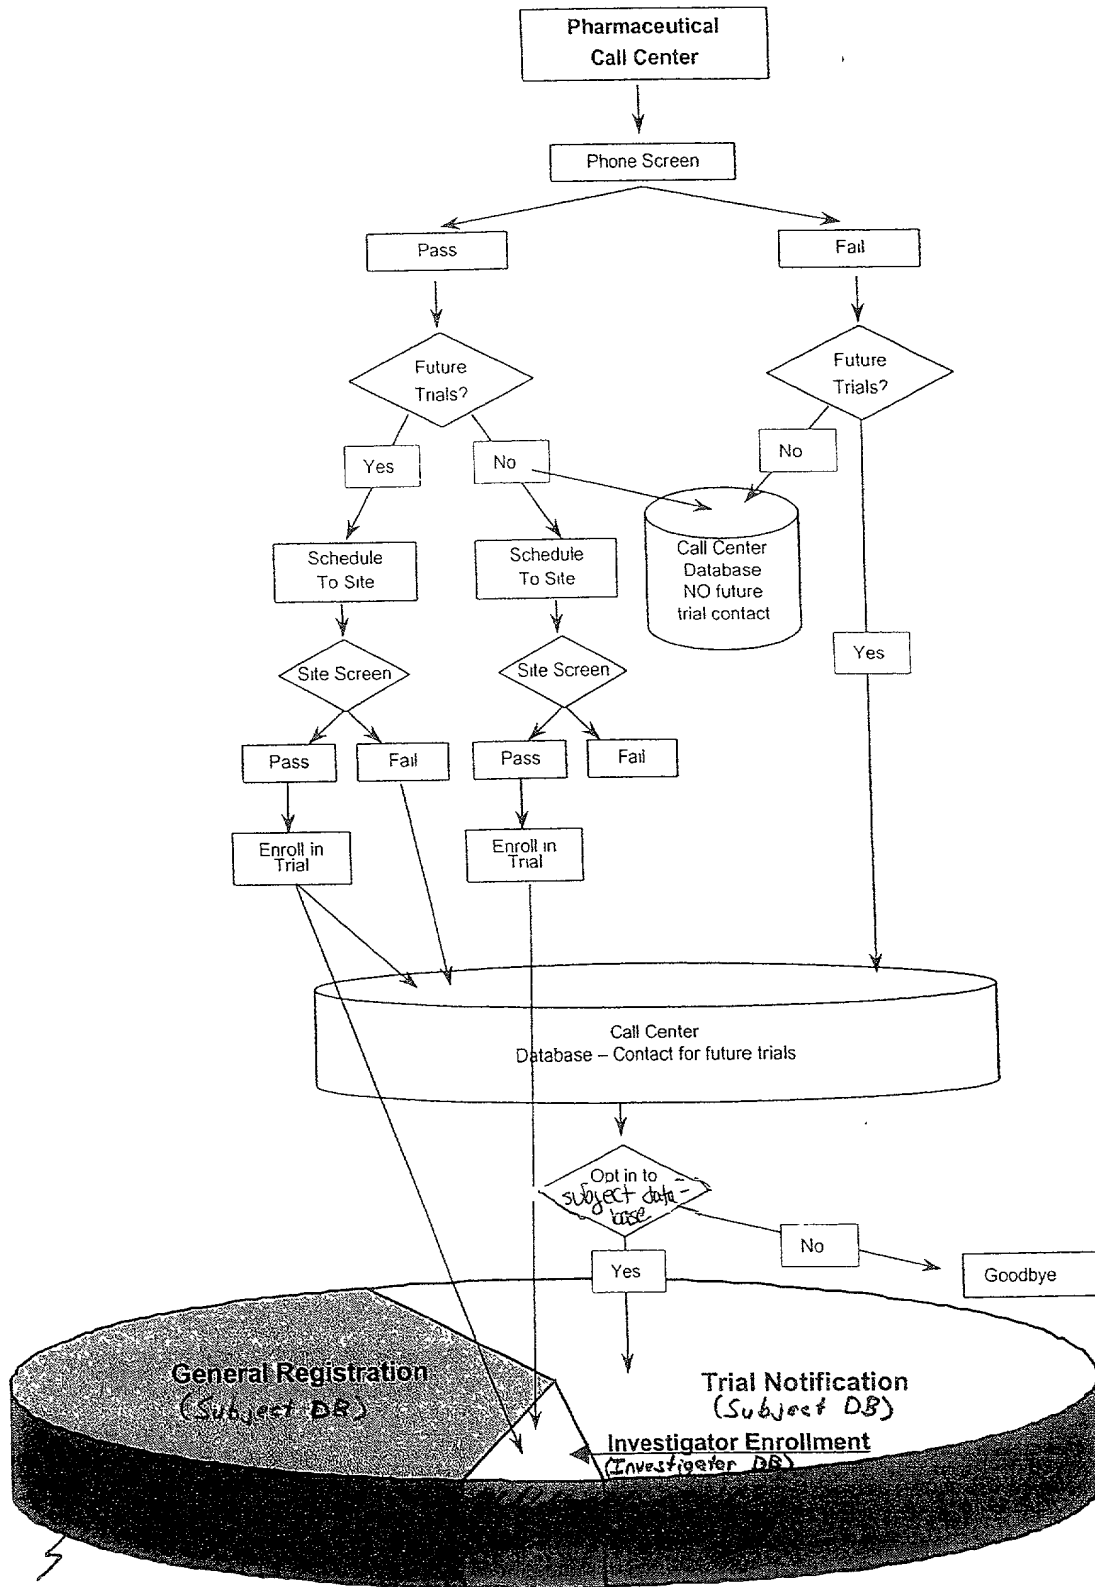 Pharmaceutical
Call Center
Phone Screen
Pass
Fail
Future
Trials?
Future
Trials?
Yes
No
No
Schedule
To Site
Schedule
To Site
Call Center
Database
NO future
trial contact
Site Screen
Site Screen
Yes
Pass
Fail
Pass
Fail
Enroll in
Trial
Enroll in
Trial
Call Center
Database – Contact for future trials
Opt in to
subject data-
base
No
Yes
Goodbye
General Registration
(Subject DB)
Trial Notification
(Subject DB)
Investigator Enrollment
(Investigator DB)